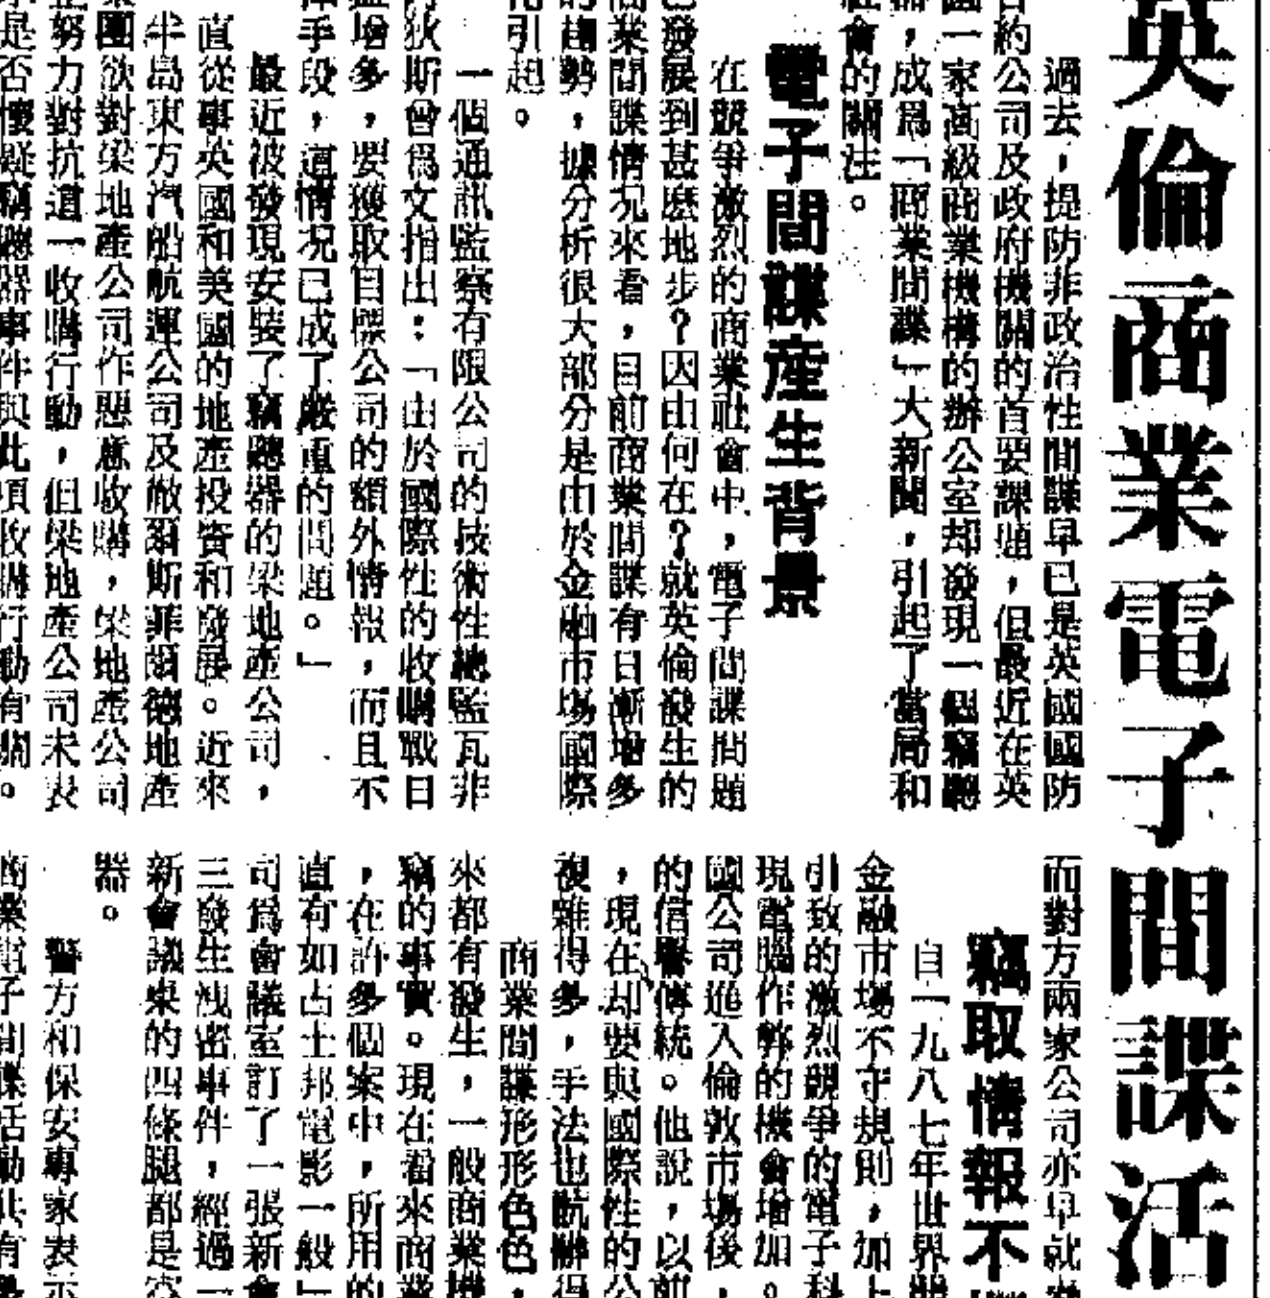 英倫商業電子間諜活
過去，提防非政治性間諜早已是英國國防
約公司及政府機關的首要課題，但最近在英
一家高級商業機構的辦公室却發現一個竊聽
，成爲「商業間諜」大新聞，引起了當局和
社會的關注。
電子間諜產生背景
在競爭激烈的商業社會中，電子間諜問題
已發展到甚麽地步？因由何在？就英倫發生的
商業間諜情况來看，目前商業間諜有日漸增多
的趨勢，據分析很大部分是由於金融市場國際
化引起。
一個通訊監察有限公司的技術性總監瓦非
狄斯會爲文指出：「由於國際性的收購戰日
益增多，要獲取目標公司的額外情報，而且不
擇手段，這情况已成了嚴重的問題。」
最近被發現安裝了竊聽器的梁地產公司，
直從事英國和美國的地產投資和發展。近來
半島東方汽船航運公司及敝爾斯菲爾德地產
集團欲對梁地產公司作惡意收購，梁地產公司
努力對抗這一收購行動，但梁地產公司未表
示是否懷疑竊聽器事件與此項收購行動有關。
而對方兩家公司亦早就
竊取情報不
自一九八七年世界
金融市場不守規則，加上
引致的激烈競爭的電子科
現電腦作弊的機會增加。
國公司進入倫敦市場後，
的信譽傳統。他說，以前
，現在却要與國際性的公
複雜得多，手法也骯髒得
商業間諜形形色色，
來都有發生，一般商業機
竊的事實。現在看來商業
，在許多個案中，所用的
直有如占士邦電影一般」
司爲會議室訂了一張新會
三發生洩密事件，經過一
新會議桌的四條腿都是空
器。
警方和保安專家表示
商業電子間諜活動共有